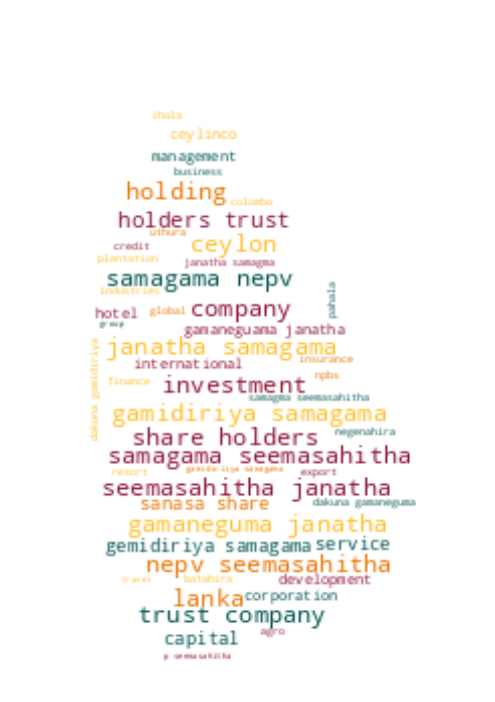 ihala
ceylinco
management
business
holding
colombo
holders trust
uthura
credit
ceylon
plantation
janatha samagma
samagama nepv
industries
pahala
hotel
global
company
group
gamaneguama janatha
dakuna gamidiriya
janatha samagama
international
insurance
finance
investment
npbs
samagma seemasahitha
gamidiriya samagama
share holders
negenahira
samagama seemasahitha
resort
gamidiriiya samagama
export
seemasahitha janatha
sanasa share
dakuna gamaneguma
gamaneguma janatha
gemidiriya samagama
service
nepv seemasahitha
travel
batahira
development
lanka
corporation
trust company
agro
capital
p seemasahitha